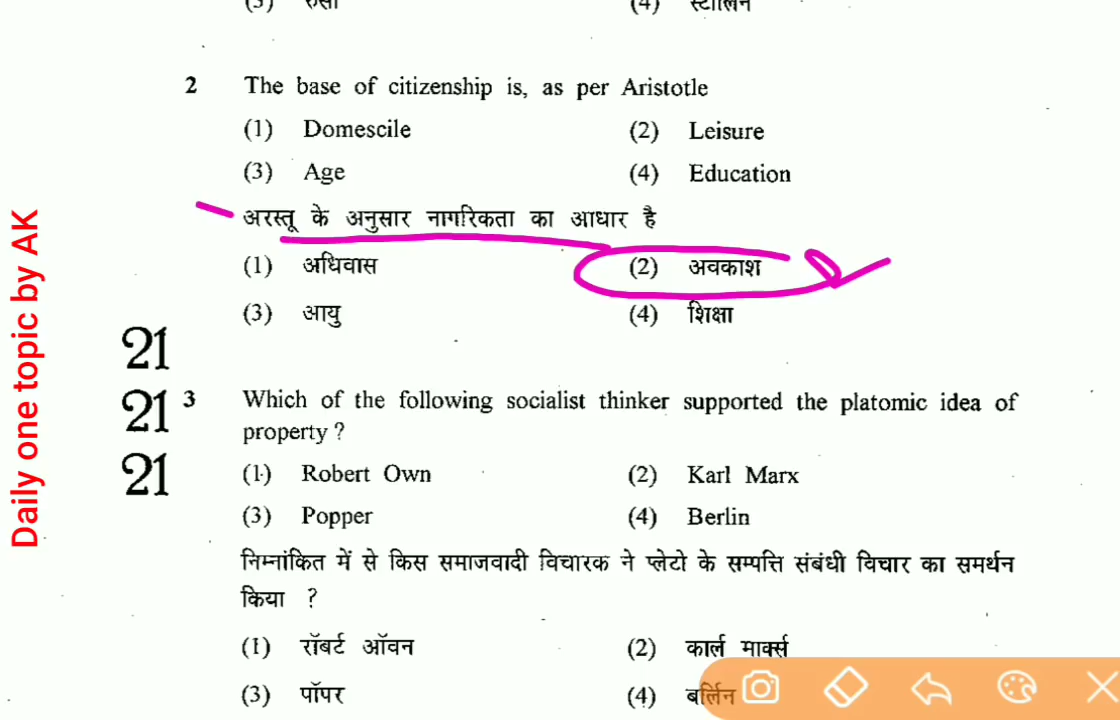 (3) रुसो (4) स्टालिन
2 The base of citizenship is, as per Aristotle
(1) Domescile (2) Leisure
(3) Age (4) Education
अरस्तू के अनुसार नागरिकता का आधार है
(1) अधिवास (2) अवकाश
(3) आयु (4) शिक्षा
21
21
21
3 Which of the following socialist thinker supported the platomic idea of
property ?
(1) Robert Own (2) Karl Marx
(3) Popper (4) Berlin
निम्नांकित में से किस समाजवादी विचारक ने प्लेटो के सम्पत्ति संबंधी विचार का समर्थन
किया ?
(1) रॉबर्ट ऑवन (2) कार्ल मार्क्स
(3) पॉपर (4) बर्लिन
Daily one topic by AK